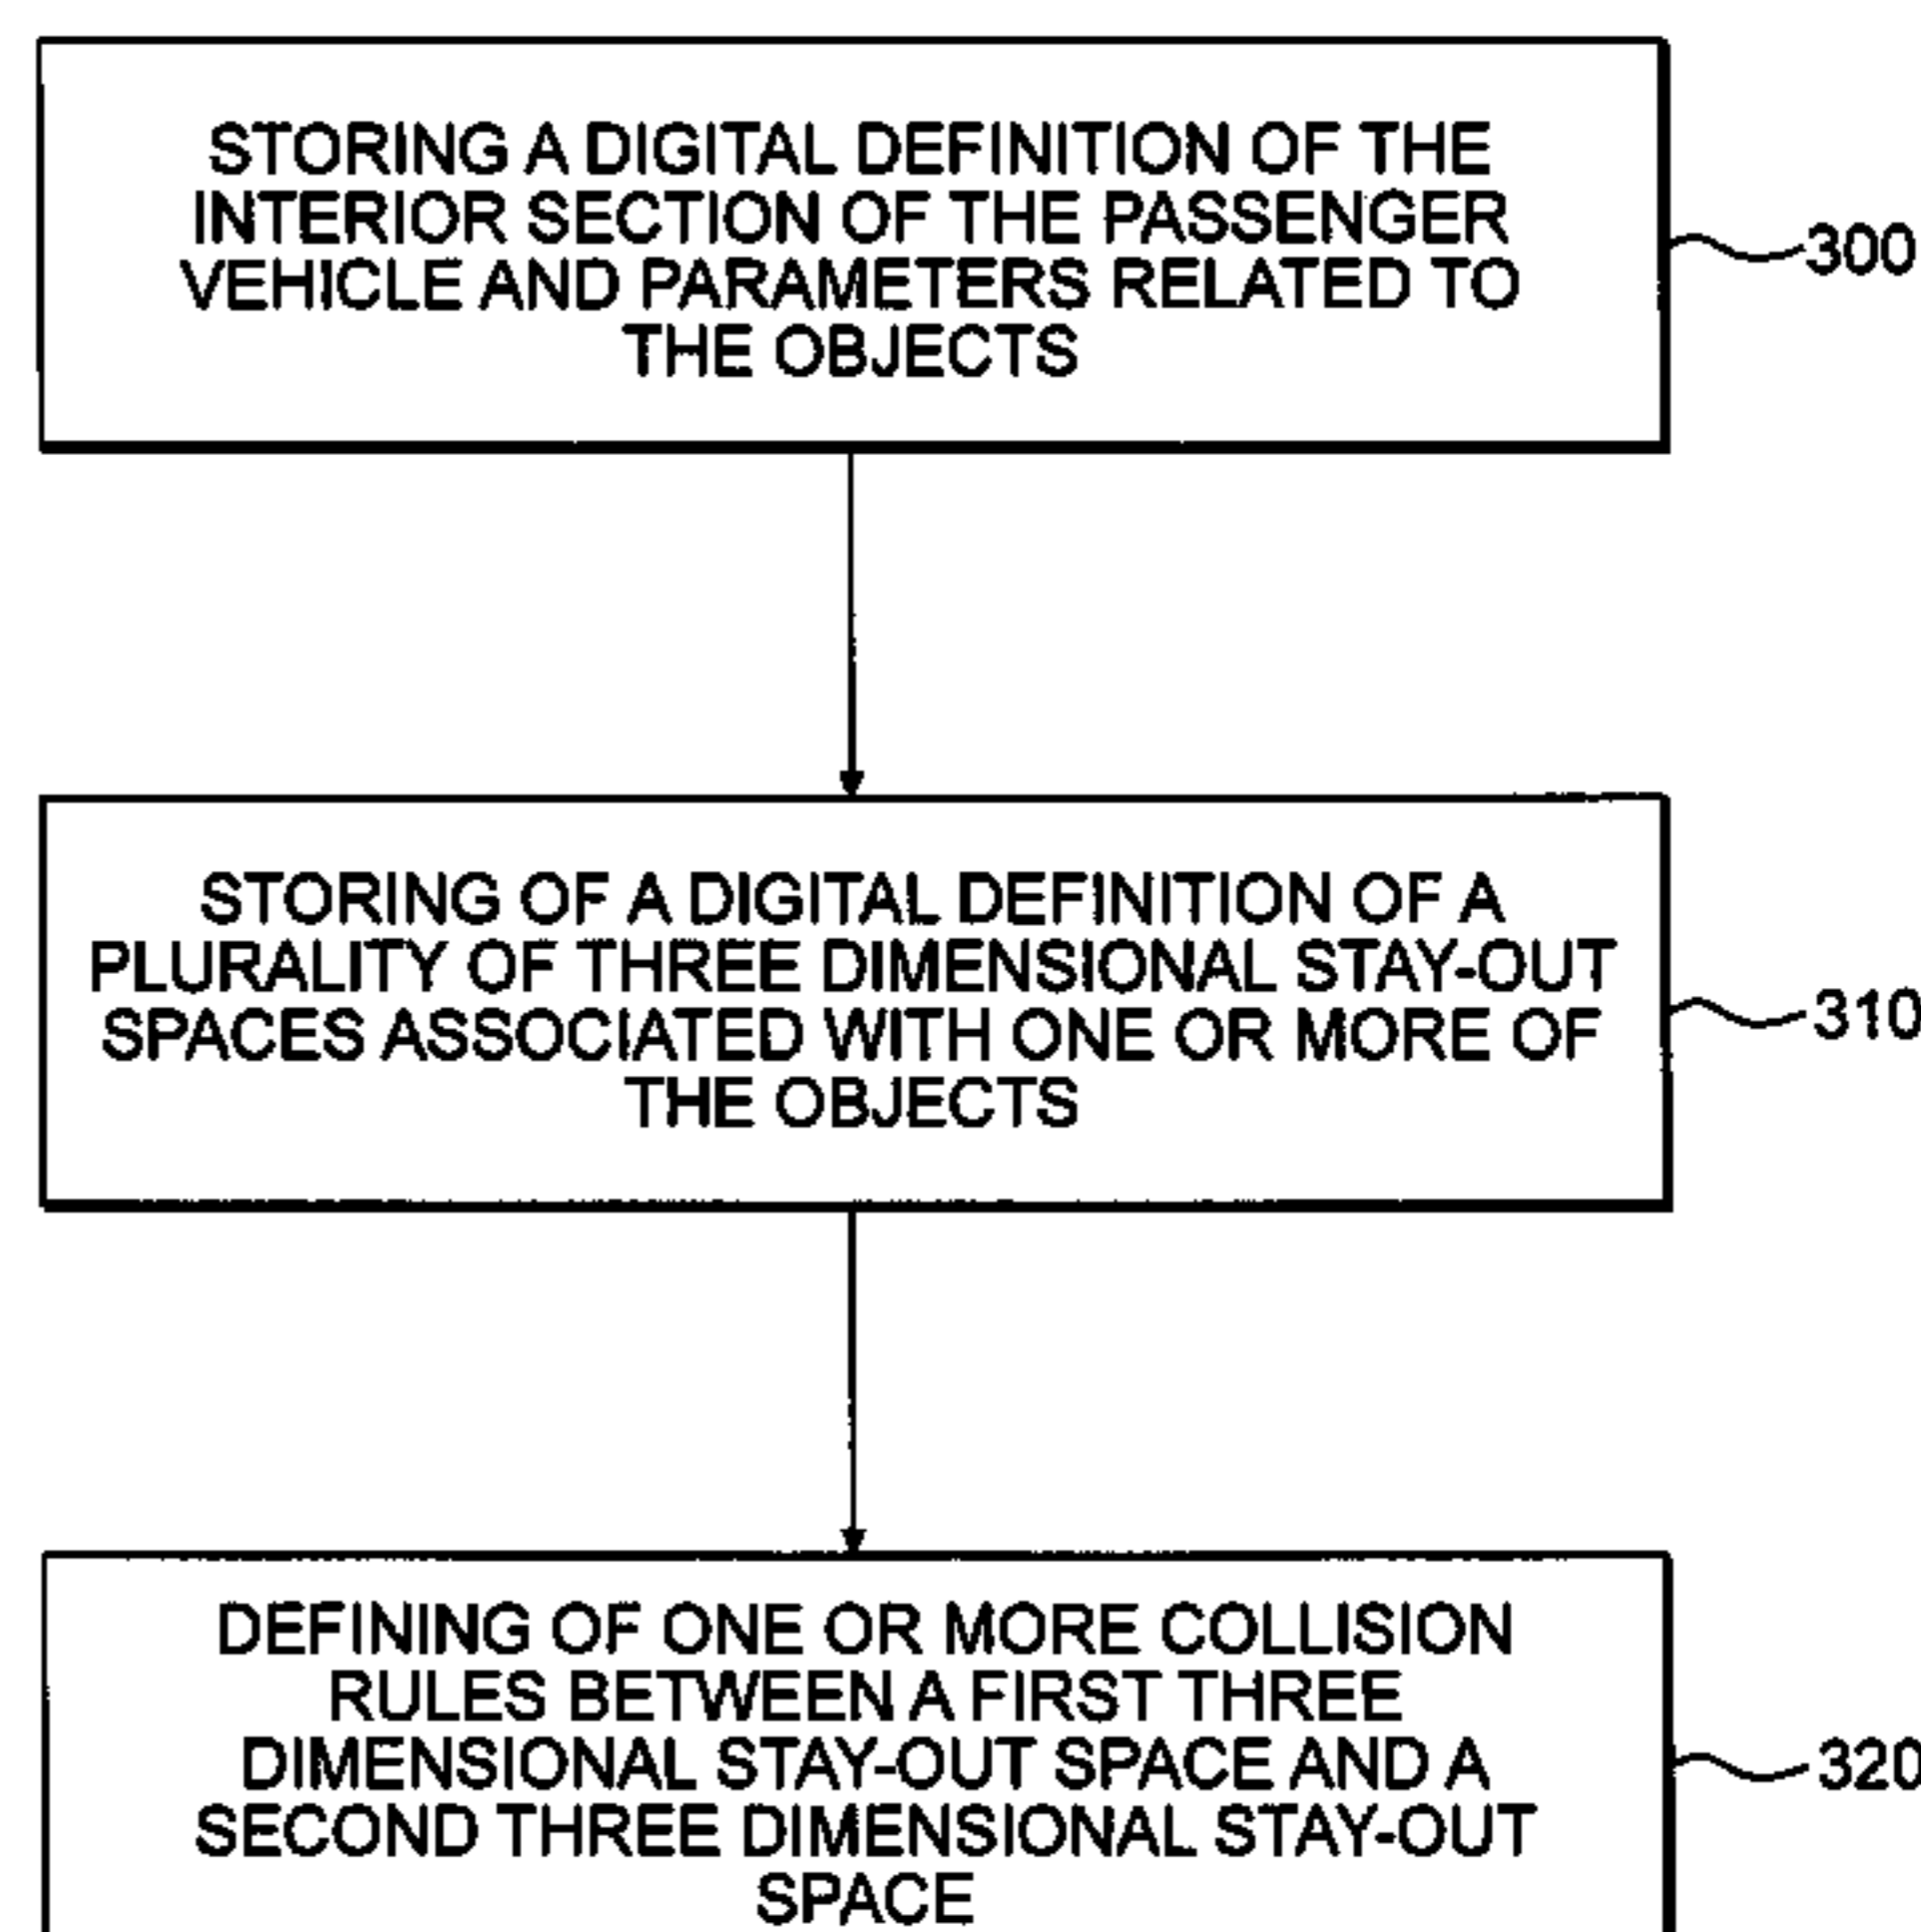 STORING A DIGITAL DEFINITION OF THE
INTERIOR SECTION OF THE PASSENGER
VEHICLE AND PARAMETERS RELATED TO
THE OBJECTS
300
STORING OF A DIGITAL DEFINITION OF A
PLURALITY OF THREE DIMENSIONAL STAY-OUT
SPACES ASSOCIATED WITH ONE OR MORE OF
THE OBJECTS
310
DEFINING OF ONE OR MORE COLLISION
RULES BETWEEN A FIRST THREE
DIMENSIONAL STAY-OUT SPACE AND A
SECOND THREE DIMENSIONAL STAY-OUT
SPACE
320